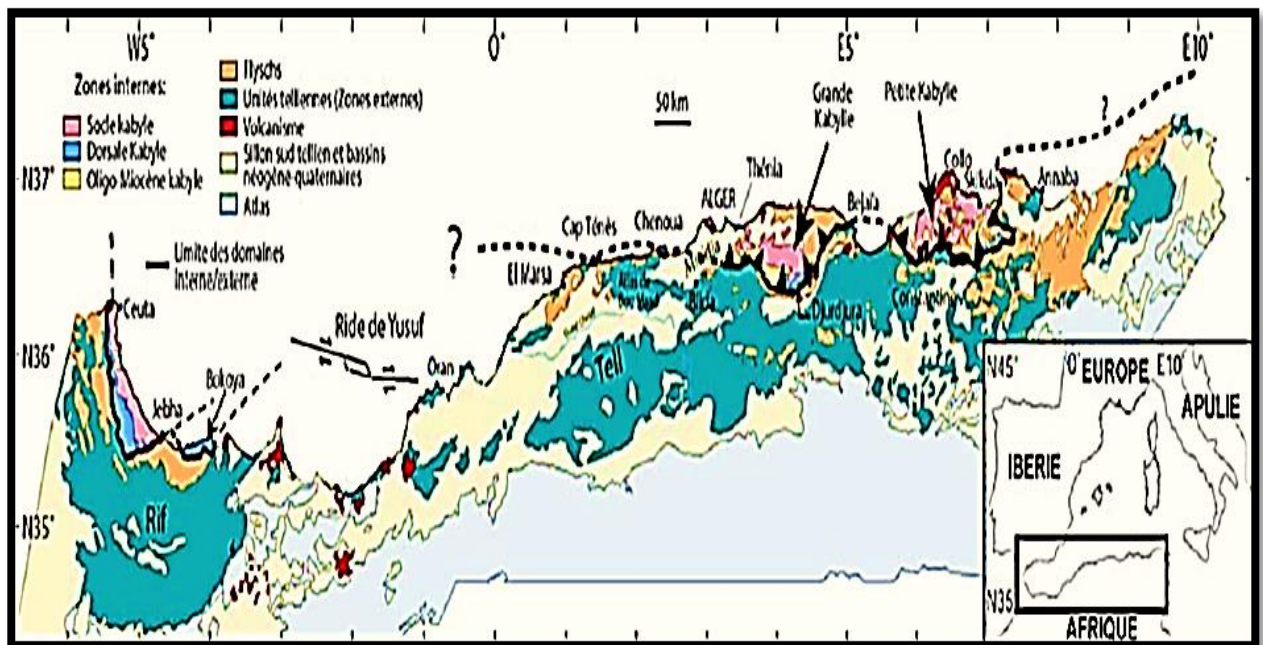 W5°
0°
E5°
E10°
Zones internes:
Socle kabyle
Dorsale Kabyle
Oligo Miocène kabyle
Flyschs
Unités telliennes (Zones externes)
Volcanisme
Sillon sud tellien et bassins
néogène-quaternaires
Atlas
50 km
Grande
Kabylie
Petite Kabylie
?
N37°
Limite des domaines
Interne/externe
?
Cap Ténès
Chenoua
ALGER
Thénia
Bejaïa
Collo
Skikda
Annaba
El Marsa
Blida
Djurdjura
Constantine
Ceuta
N36°
Ride de Yusuf
Oran
Tell
Jebha
Bokoya
N35°
Rif
N45°
0°
EUROPE
E10°
APULIE
IBERIE
N35
AFRIQUE